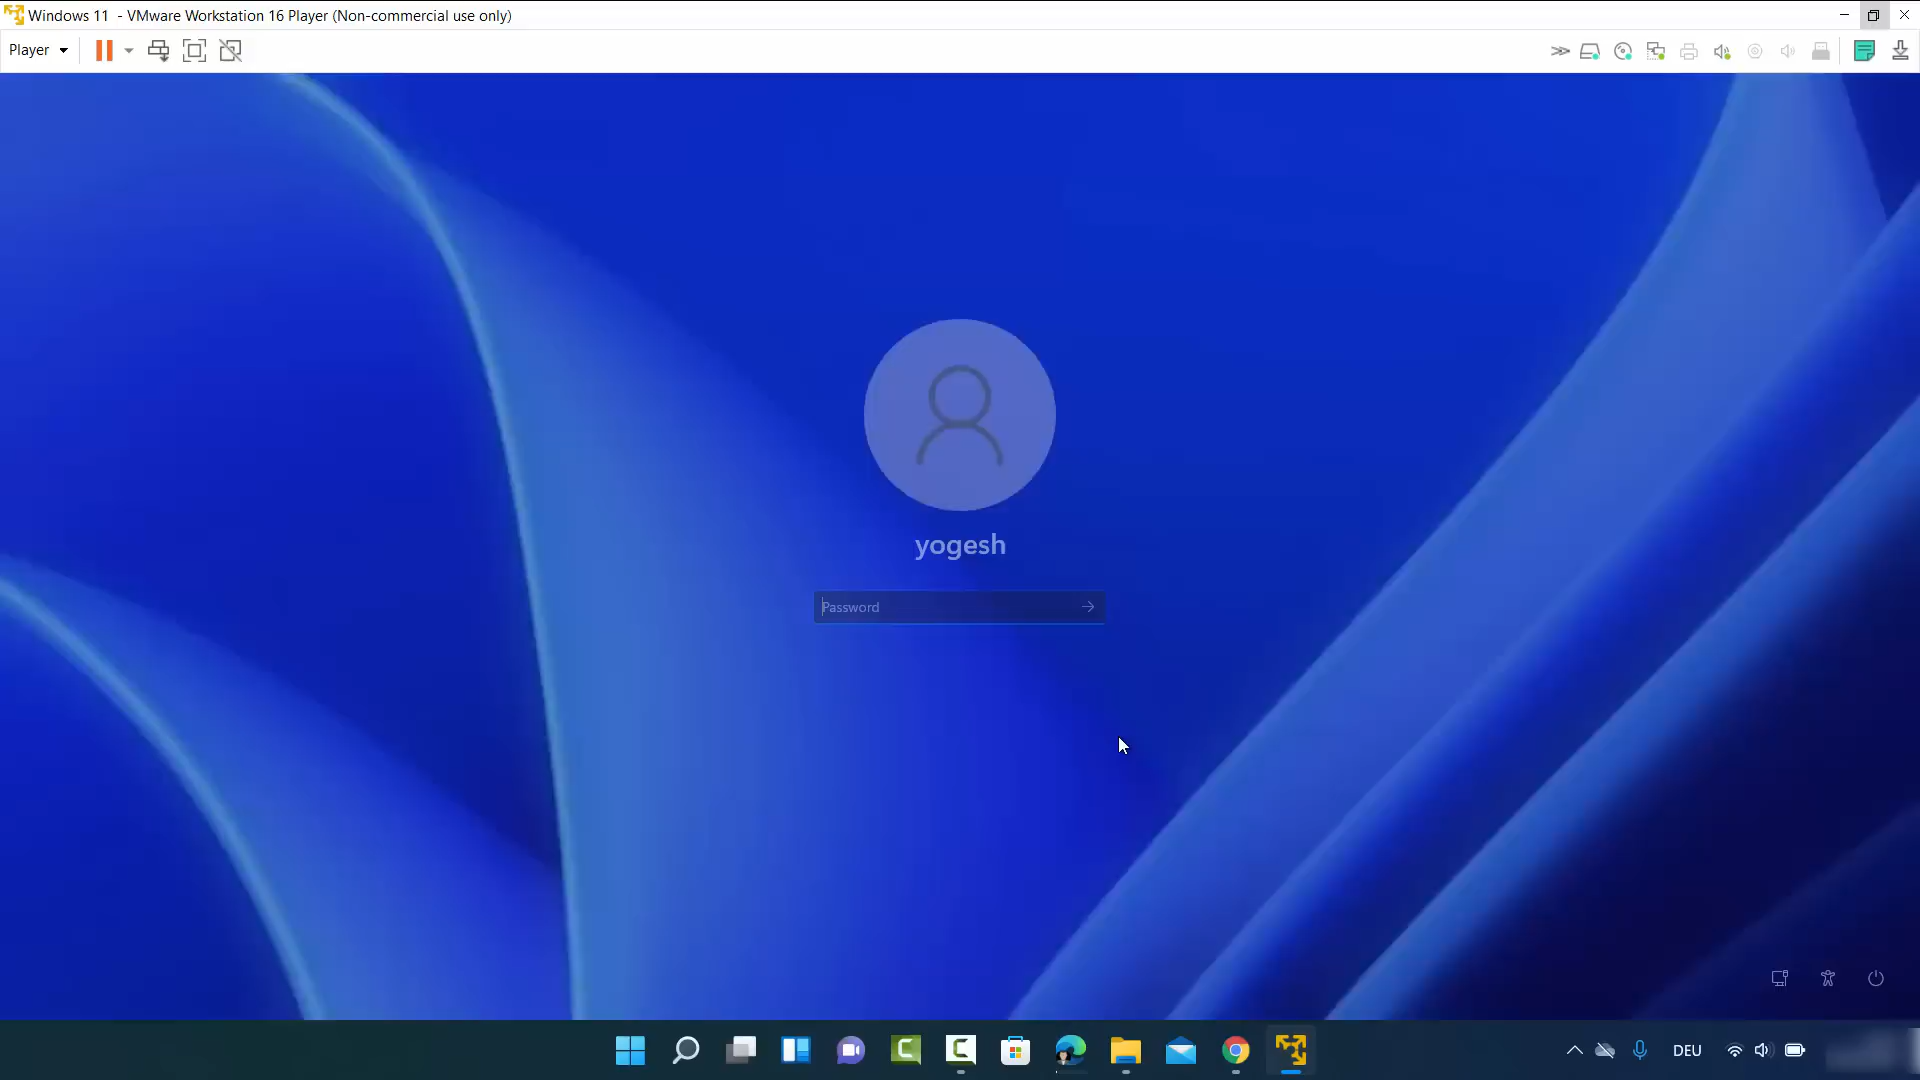 Windows 11 - VMware Workstation 16 Player (Non-commercial use only)
Player
yogesh
Password
DEU